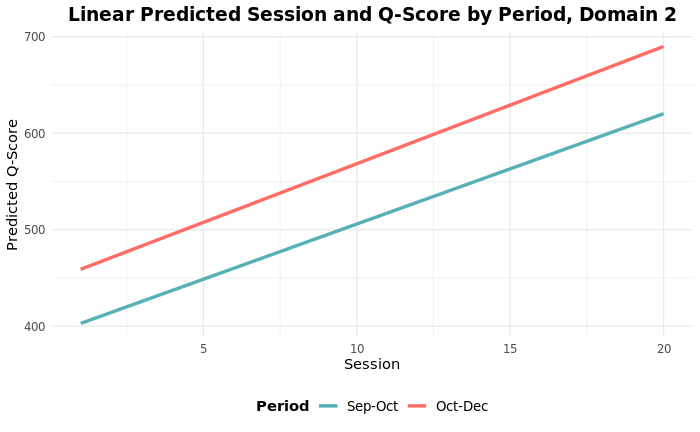 Linear Predicted Session and Q-Score by Period, Domain 2
Predicted Q-Score
700
600
500
400
5 10 15 20
Session
Period Sep-Oct Oct-Dec